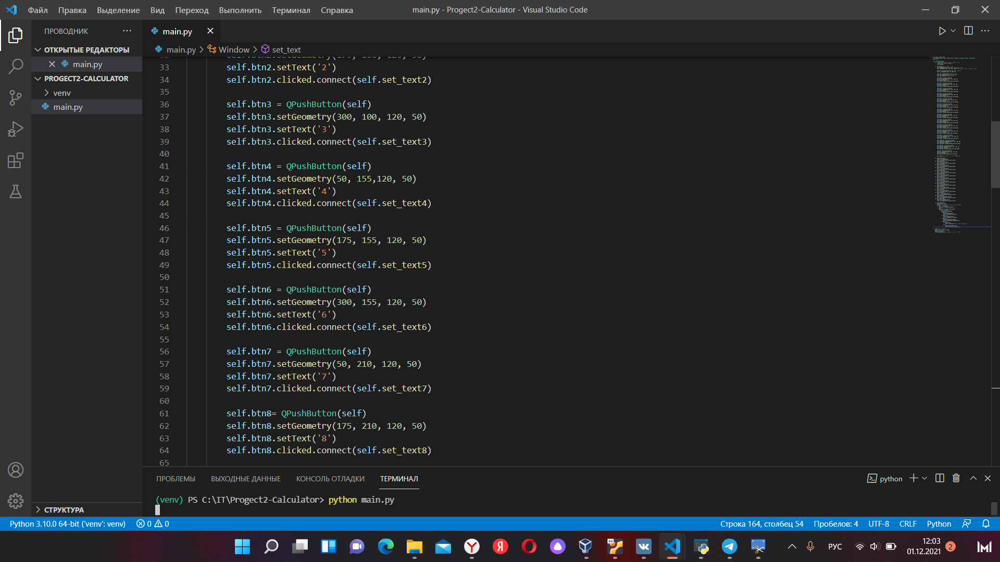 Файл Правка Выделение Вид Переход Выполнить Терминал Справка
main.py - Progect2-Calculator - Visual Studio Code
ПРОВОДНИК
main.py
ОТКРЫТЫЕ РЕДАКТОРЫ
main.py
PROGECT2-CALCULATOR
venv
main.py
СТРУКТУРА
main.py > Window > set_text
33 self.btn2.setText('2')
34 self.btn2.clicked.connect(self.set_text2)
35
36 self.btn3 = QPushButton(self)
37 self.btn3.setGeometry(300, 100, 120, 50)
38 self.btn3.setText('3')
39 self.btn3.clicked.connect(self.set_text3)
40
41 self.btn4 = QPushButton(self)
42 self.btn4.setGeometry(50, 155,120, 50)
43 self.btn4.setText('4')
44 self.btn4.clicked.connect(self.set_text4)
45
46 self.btn5 = QPushButton(self)
47 self.btn5.setGeometry(175, 155, 120, 50)
48 self.btn5.setText('5')
49 self.btn5.clicked.connect(self.set_text5)
50
51 self.btn6 = QPushButton(self)
52 self.btn6.setGeometry(300, 155, 120, 50)
53 self.btn6.setText('6')
54 self.btn6.clicked.connect(self.set_text6)
55
56 self.btn7 = QPushButton(self)
57 self.btn7.setGeometry(50, 210, 120, 50)
58 self.btn7.setText('7')
59 self.btn7.clicked.connect(self.set_text7)
60
61 self.btn8= QPushButton(self)
62 self.btn8.setGeometry(175, 210, 120, 50)
63 self.btn8.setText('8')
64 self.btn8.clicked.connect(self.set_text8)
65
ПРОБЛЕМЫ ВЫХОДНЫЕ ДАННЫЕ КОНСОЛЬ ОТЛАДКИ ТЕРМИНАЛ
python
(venv) PS C:\IT\Progect2-Calculator> python main.py
Python 3.10.0 64-bit ('venv': venv) 0 0
Строка 164, столбец 54 Пробелов: 4 UTF-8 CRLF Python
64
РУС
12:03
01.12.2021
2